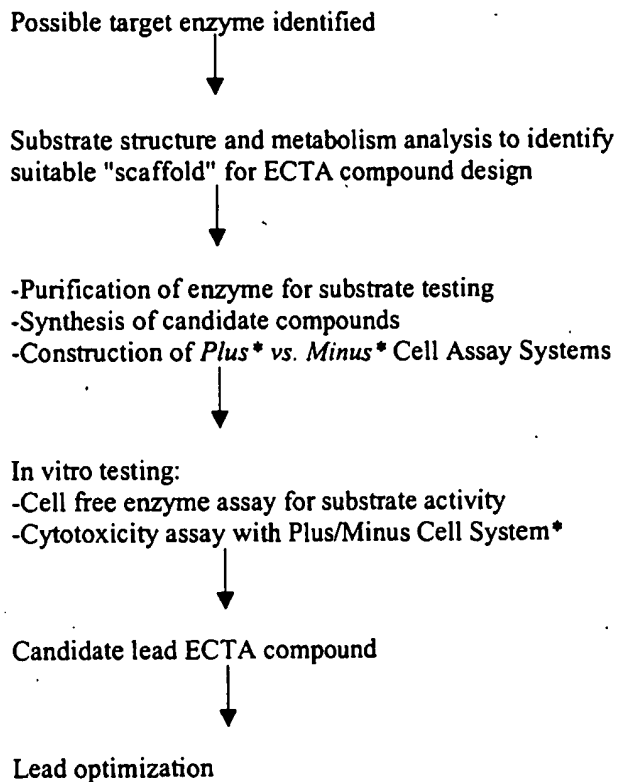 Possible target enzyme identified
Substrate structure and metabolism analysis to identify
suitable "scaffold" for ECTA compound design
-Purification of enzyme for substrate testing
-Synthesis of candidate compounds
-Construction of Plus* vs. Minus* Cell Assay Systems
In vitro testing:
-Cell free enzyme assay for substrate activity
-Cytotoxicity assay with Plus/Minus Cell System*
Candidate lead ECTA compound
Lead optimization